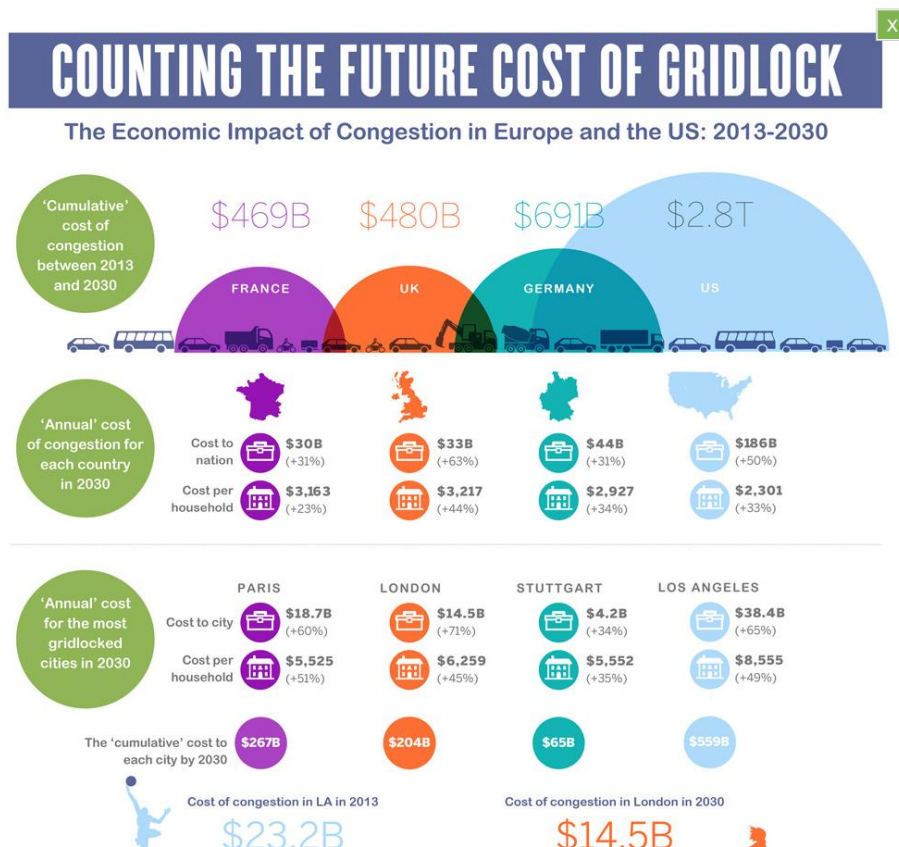 X
COUNTING THE FUTURE COST OF GRIDLOCK
The Economic Impact of Congestion in Europe and the US: 2013-2030
'Cumulative'
cost of
congestion
between 2013
and 2030
$469B $480B $691B $2.8T
FRANCE UK GERMANY US
'Annual' cost
of congestion for
each country
in 2030
Cost to
nation
$30B
(+31%)
$33B
(+63%)
$44B
(+31%)
$186B
(+50%)
Cost per
household
$3,163
(+23%)
$3,217
(+44%)
$2,927
(+34%)
$2,301
(+33%)
'Annual' cost
for the most
gridlocked
cities in 2030
PARIS LONDON STUTTGART LOS ANGELES
Cost to city
$18.7B
(+60%)
$14.5B
(+71%)
$4.2B
(+34%)
$38.4B
(+65%)
Cost per
household
$5,525
(+51%)
$6,259
(+45%)
$5,552
(+35%)
$8,555
(+49%)
The 'cumulative' cost to
each city by 2030
$267B $204B $65B $559B
Cost of congestion in LA in 2013
$23.2B
Cost of congestion in London in 2030
$14.5B